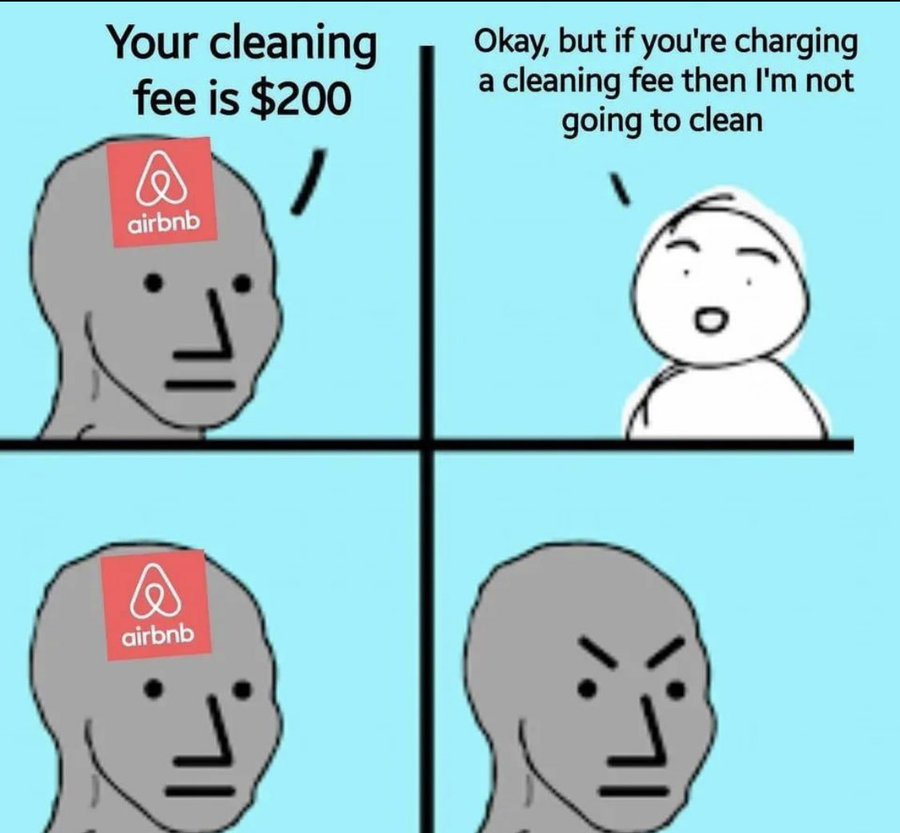 Your cleaning
fee is $200
Okay, but if you're charging
a cleaning fee then I'm not
going to clean
airbnb
airbnb